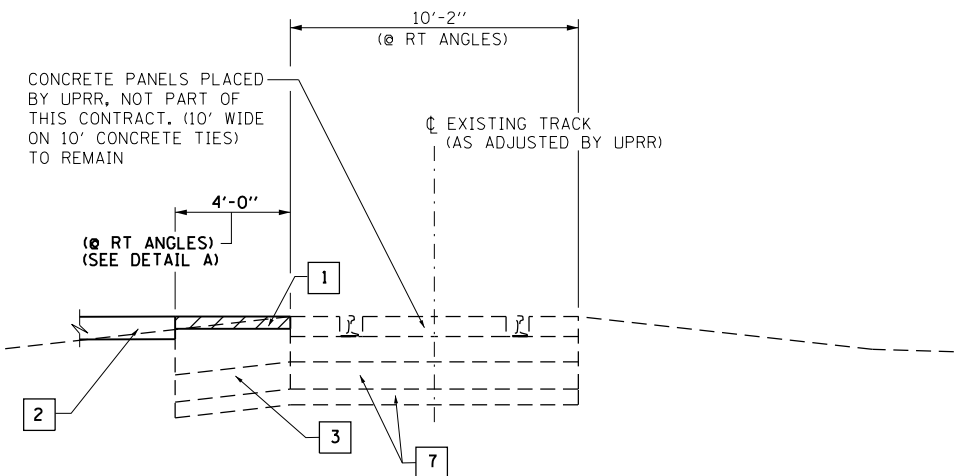 10'-2"
(@ RT ANGLES)
CONCRETE PANELS PLACED
BY UPRR, NOT PART OF
THIS CONTRACT. (10' WIDE
ON 10' CONCRETE TIES)
TO REMAIN
℄ EXISTING TRACK
(AS ADJUSTED BY UPRR)
4'-0"
(@ RT ANGLES)
(SEE DETAIL A)
1
2
3
7